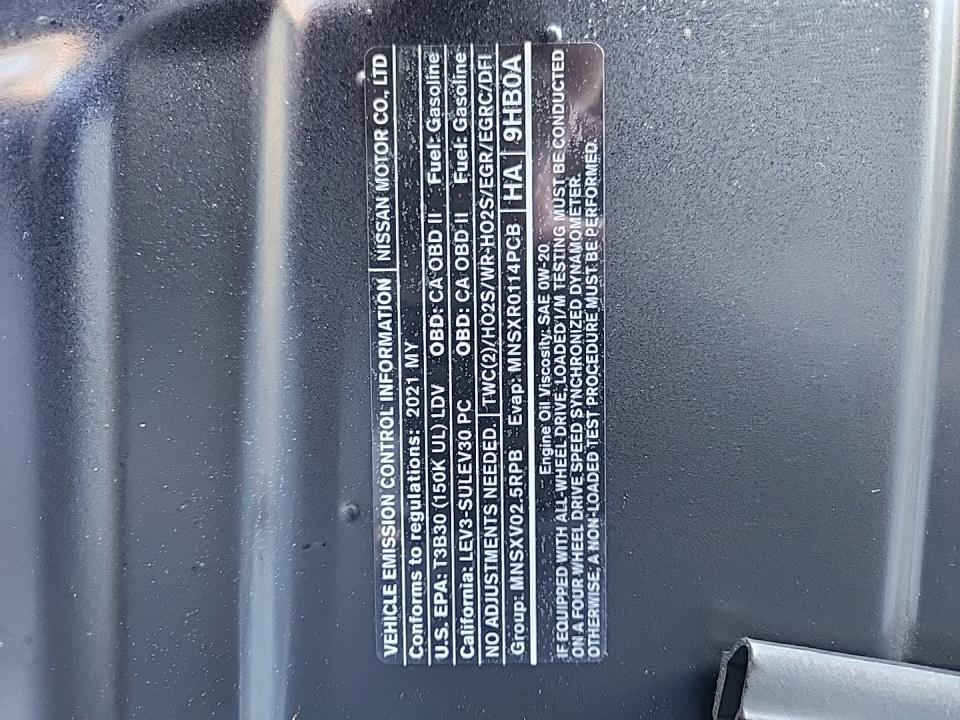 VEHICLE EMISSION CONTROL INFORMATION NISSAN MOTOR CO., LTD
Conforms to regulations: 2021 MY
U.S. EPA: T3B30 (150K UL) LDV OBD: CA OBD II Fuel: Gasoline
California: LEV3-SULEV30 PC OBD: CA OBD II Fuel: Gasoline
NO ADJUSTMENTS NEEDED. TWC(2)/HO2S/WR-HO2S/EGR/EGRC/DFI
Group: MNSXV02.5RPB Evap: MNSXR0114PCB HA 9HB0A
Engine Oil Viscosity, SAE 0W-20
IF EQUIPPED WITH ALL-WHEEL DRIVE, LOADED I/M TESTING MUST BE CONDUCTED
ON A FOUR WHEEL DRIVE SPEED SYNCHRONIZED DYNAMOMETER.
OTHERWISE, A NON-LOADED TEST PROCEDURE MUST BE PERFORMED.